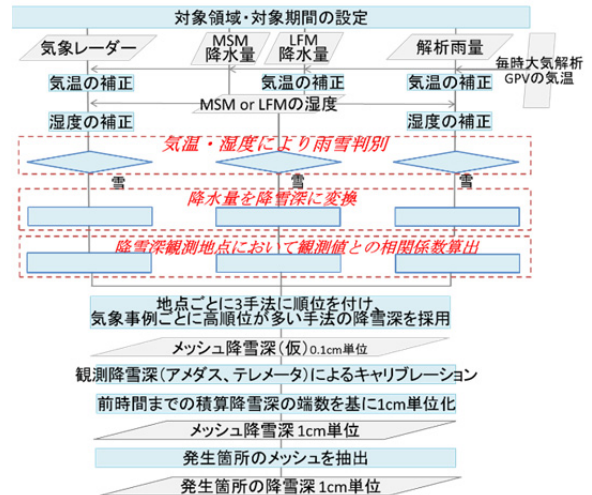 対象領域・対象期間の設定
気象レーダー
MSM
降水量
LFM
降水量
解析雨量
毎時大気解析
GPVの気温
気温の補正
気温の補正
気温の補正
MSM or LFMの湿度
湿度の補正
湿度の補正
気温・湿度により雨雪判別
雪
雪
雪
降水量を降雪深に変換
降雪深観測地点において観測値との相関係数算出
地点ごとに3手法に順位を付け、
気象事例ごとに高順位が多い手法の降雪深を採用
メッシュ降雪深(仮)0.1cm単位
観測降雪深(アメダス、テレメータ)によるキャリブレーション
前時間までの積算降雪深の端数を基に1cm単位化
メッシュ降雪深 1cm単位
発生箇所のメッシュを抽出
発生箇所の降雪深 1cm単位